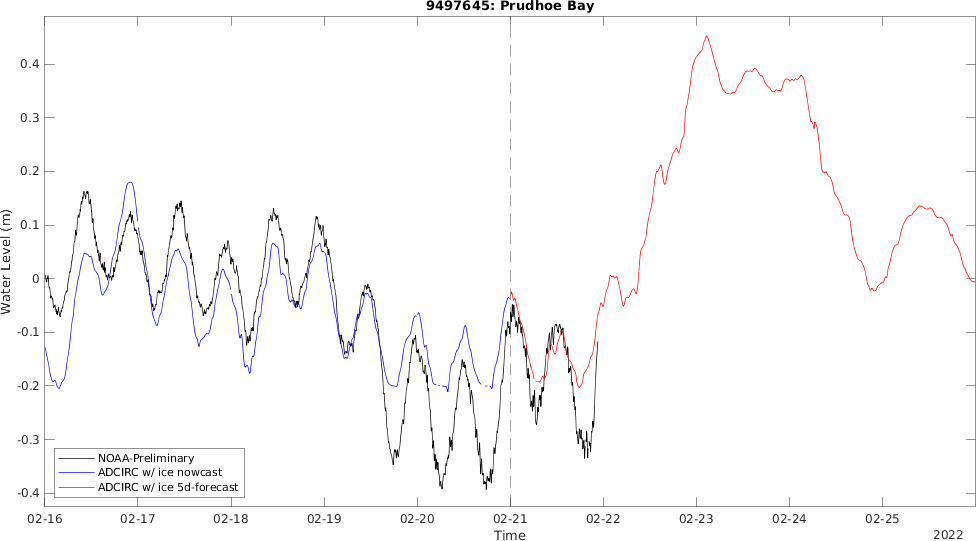 9497645: Prudhoe Bay
Water Level (m)
0.4
0.3
0.2
0.1
0
-0.1
-0.2
-0.3
-0.4
NOAA-Preliminary
ADCIRC w/ ice nowcast
ADCIRC w/ ice 5d-forecast
02-16 02-17 02-18 02-19 02-20 02-21 02-22 02-23 02-24 02-25
Time
2022